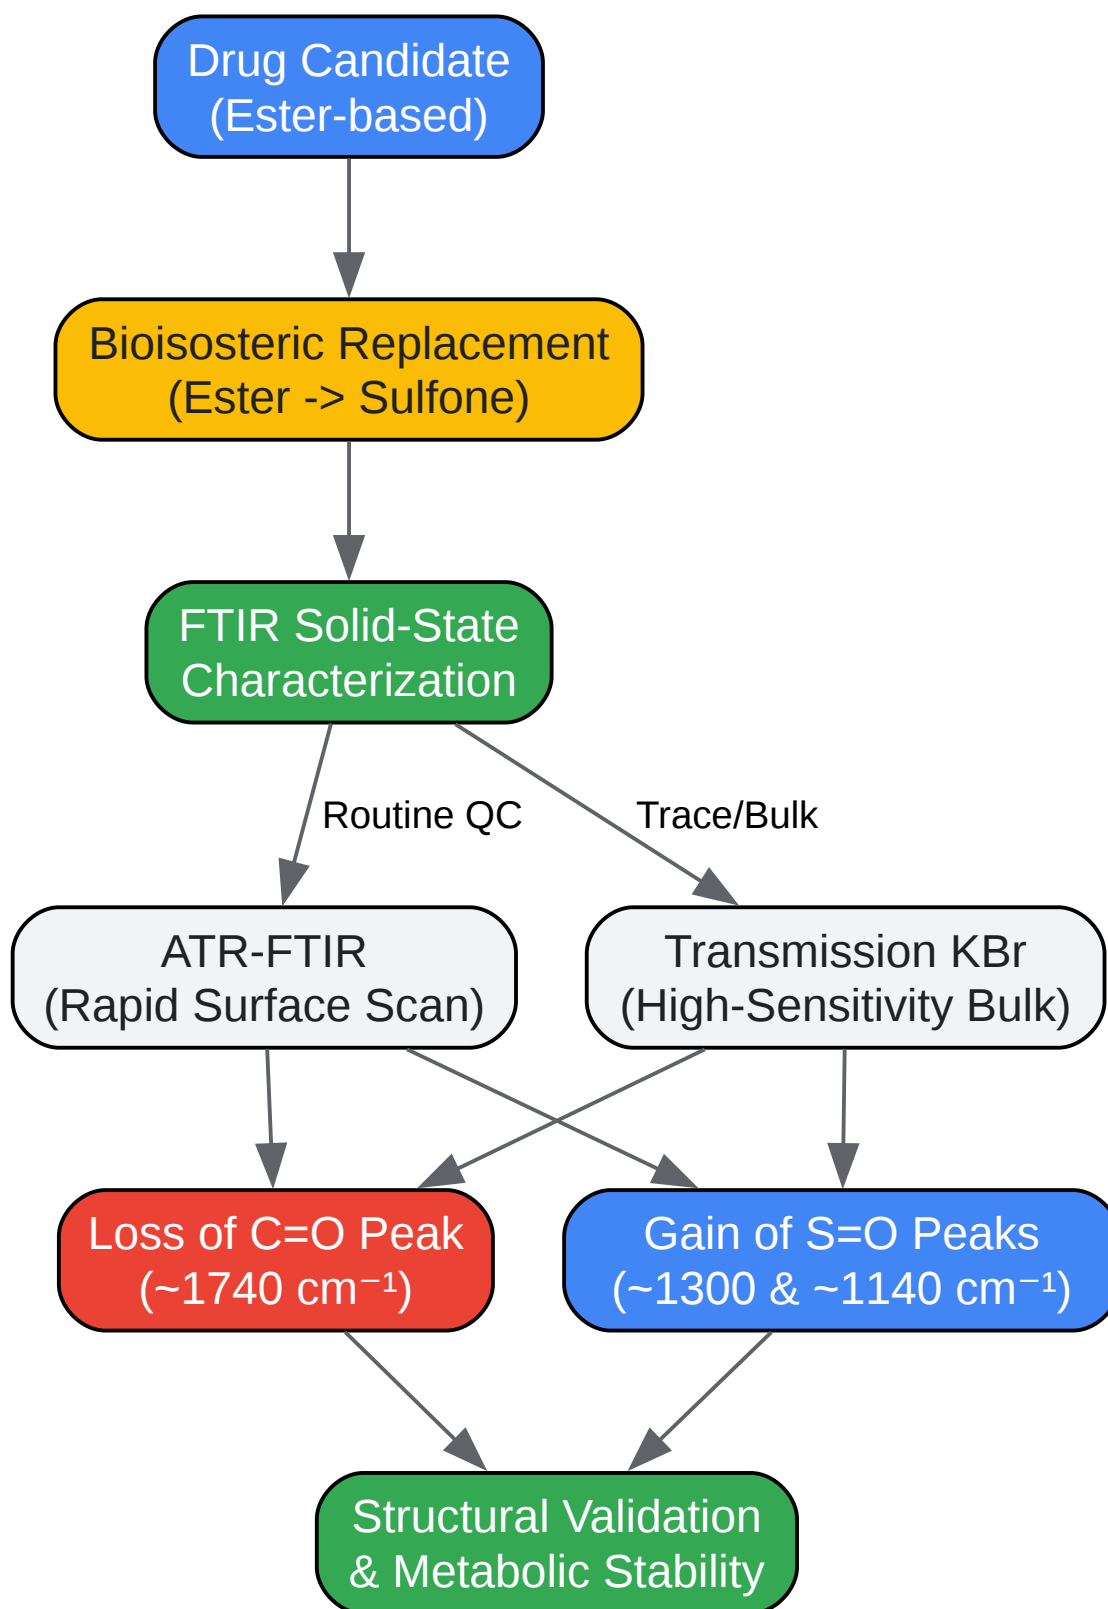 Drug Candidate
(Ester-based)
Bioisosteric Replacement
(Ester -> Sulfone)
FTIR Solid-State
Characterization
Routine QC
Trace/Bulk
ATR-FTIR
(Rapid Surface Scan)
Transmission KBr
(High-Sensitivity Bulk)
Loss of C=O Peak
(~1740 cm⁻¹)
Gain of S=O Peaks
(~1300 & ~1140 cm⁻¹)
Structural Validation
& Metabolic Stability